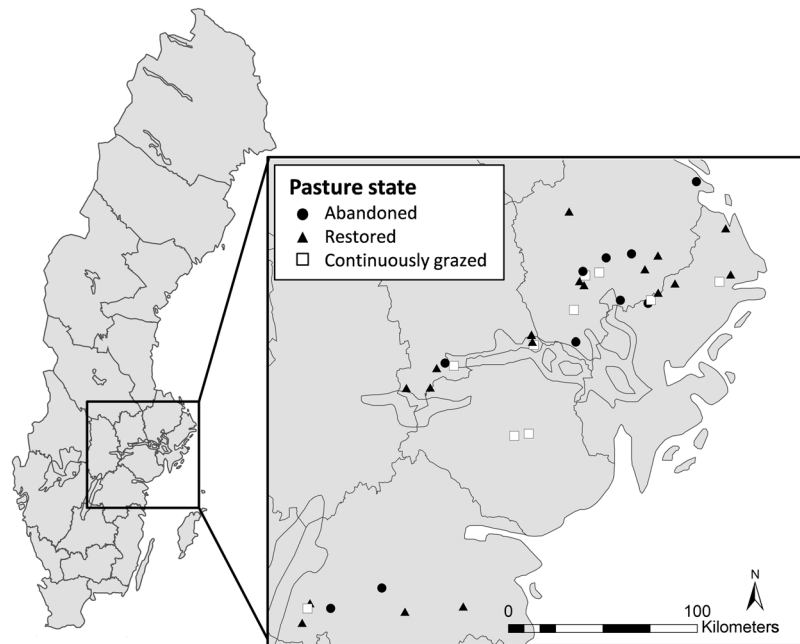 Pasture state
Abandoned
Restored
Continuously grazed
N
0 100
Kilometers